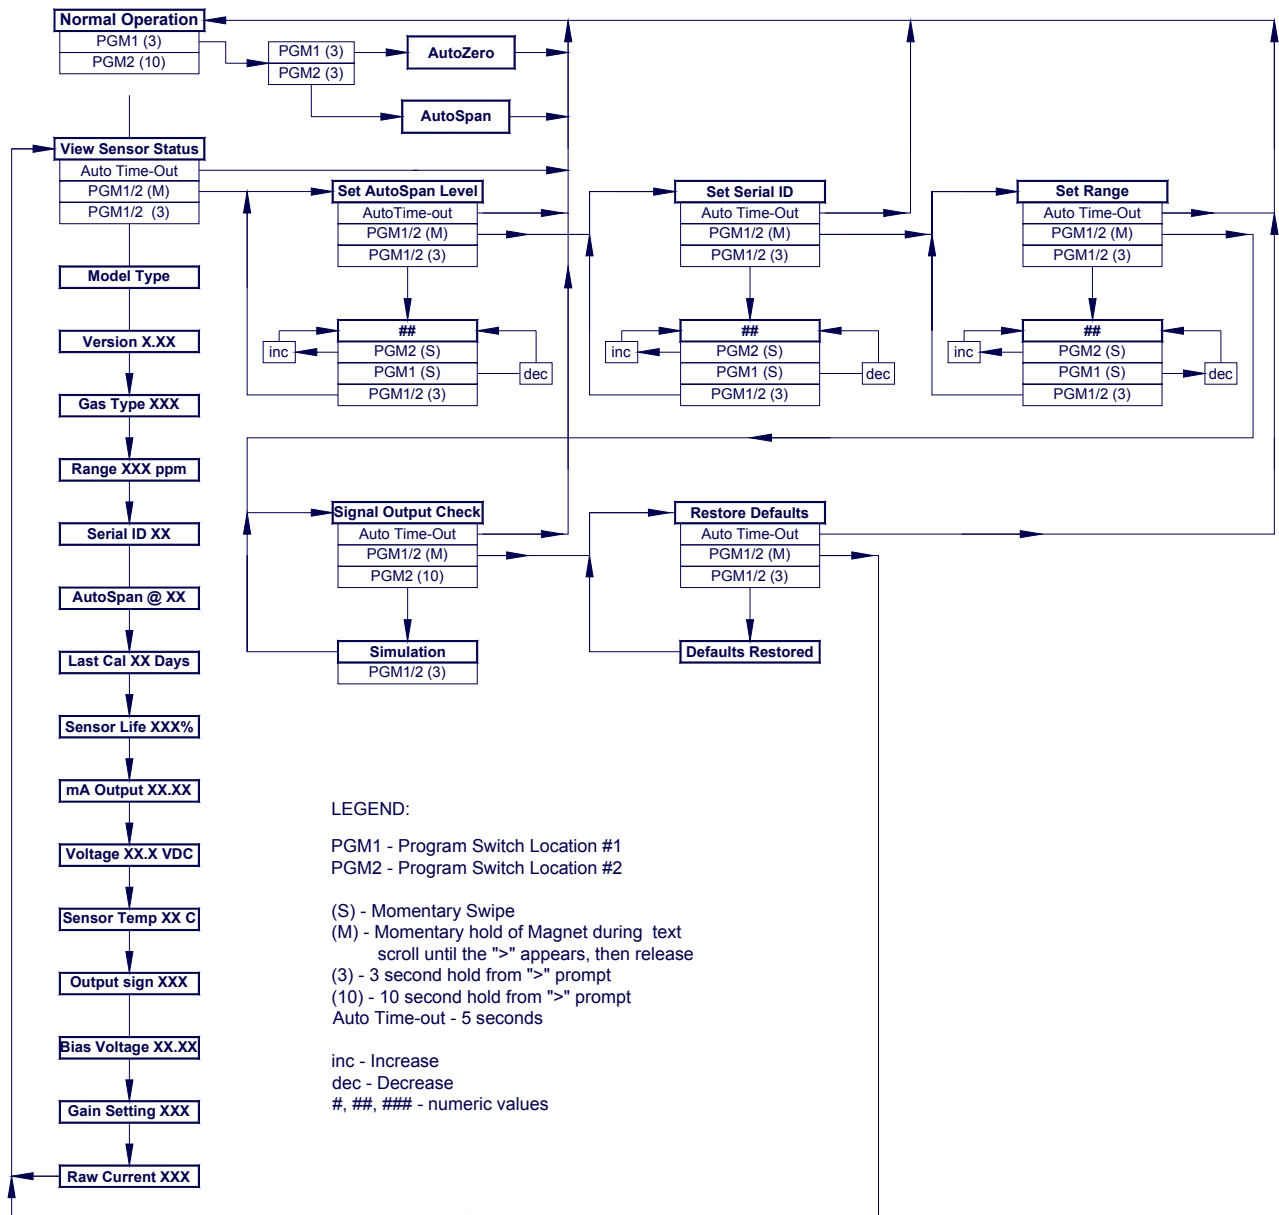 Normal Operation
PGM1 (3)
PGM2 (10)
PGM1 (3)
PGM2 (3)
AutoZero
AutoSpan
View Sensor Status
Auto Time-Out
PGM1/2 (M)
PGM1/2 (3)
Set AutoSpan Level
AutoTime-out
PGM1/2 (M)
PGM1/2 (3)
##
PGM2 (S)
PGM1 (S)
PGM1/2 (3)
inc
dec
Set Serial ID
Auto Time-Out
PGM1/2 (M)
PGM1/2 (3)
##
PGM2 (S)
PGM1 (S)
PGM1/2 (3)
inc
dec
Set Range
Auto Time-Out
PGM1/2 (M)
PGM1/2 (3)
##
PGM2 (S)
PGM1 (S)
PGM1/2 (3)
inc
dec
Model Type
Version X.XX
Gas Type XXX
Range XXX ppm
Serial ID XX
AutoSpan @ XX
Last Cal XX Days
Sensor Life XXX%
mA Output XX.XX
Voltage XX.X VDC
Sensor Temp XX C
Output sign XXX
Bias Voltage XX.XX
Gain Setting XXX
Raw Current XXX
Signal Output Check
Auto Time-Out
PGM1/2 (M)
PGM2 (10)
Simulation
PGM1/2 (3)
Restore Defaults
Auto Time-Out
PGM1/2 (M)
PGM1/2 (3)
Defaults Restored
LEGEND:
PGM1 - Program Switch Location #1
PGM2 - Program Switch Location #2
(S) - Momentary Swipe
(M) - Momentary hold of Magnet during text
scroll until the ">" appears, then release
(3) - 3 second hold from ">" prompt
(10) - 10 second hold from ">" prompt
Auto Time-out - 5 seconds
inc - Increase
dec - Decrease
#, ##, ### - numeric values